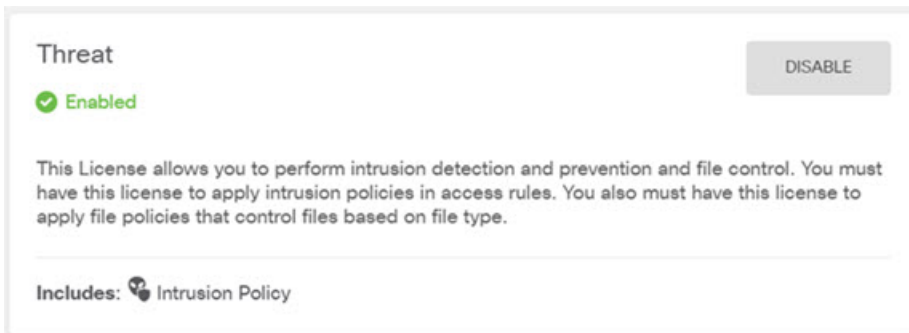 Threat
DISABLE
Enabled
This License allows you to perform intrusion detection and prevention and file control. You must
have this license to apply intrusion policies in access rules. You also must have this license to
apply file policies that control files based on file type.
Includes: Intrusion Policy